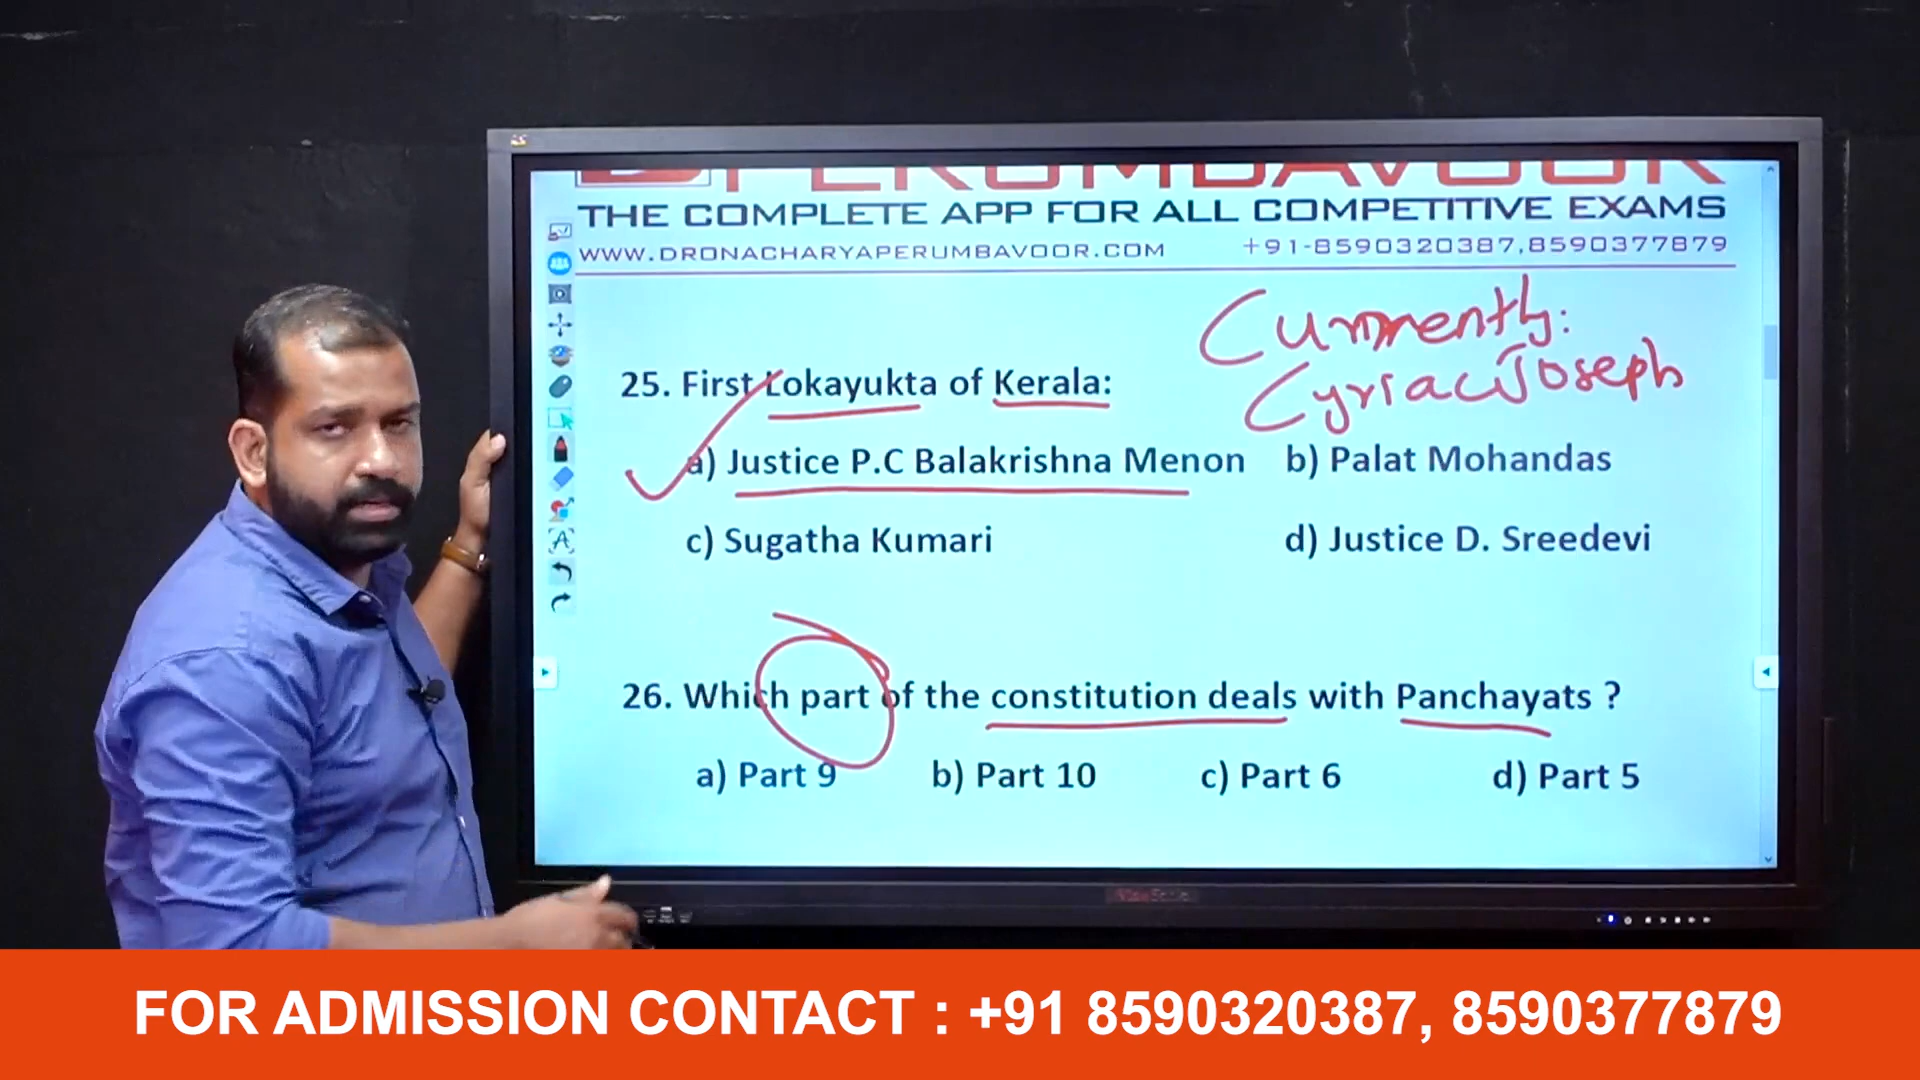 PERUMBAVOOR
THE COMPLETE APP FOR ALL COMPETITIVE EXAMS
WWW.DRONACHARYAPERUMBAVOOR.COM +91-8590320387,8590377879
Currently:
Cyriac Joseph
25. First Lokayukta of Kerala:
a) Justice P.C Balakrishna Menon b) Palat Mohandas
c) Sugatha Kumari d) Justice D. Sreedevi
26. Which part of the constitution deals with Panchayats ?
a) Part 9 b) Part 10 c) Part 6 d) Part 5
ViewSonic
FOR ADMISSION CONTACT : +91 8590320387, 8590377879